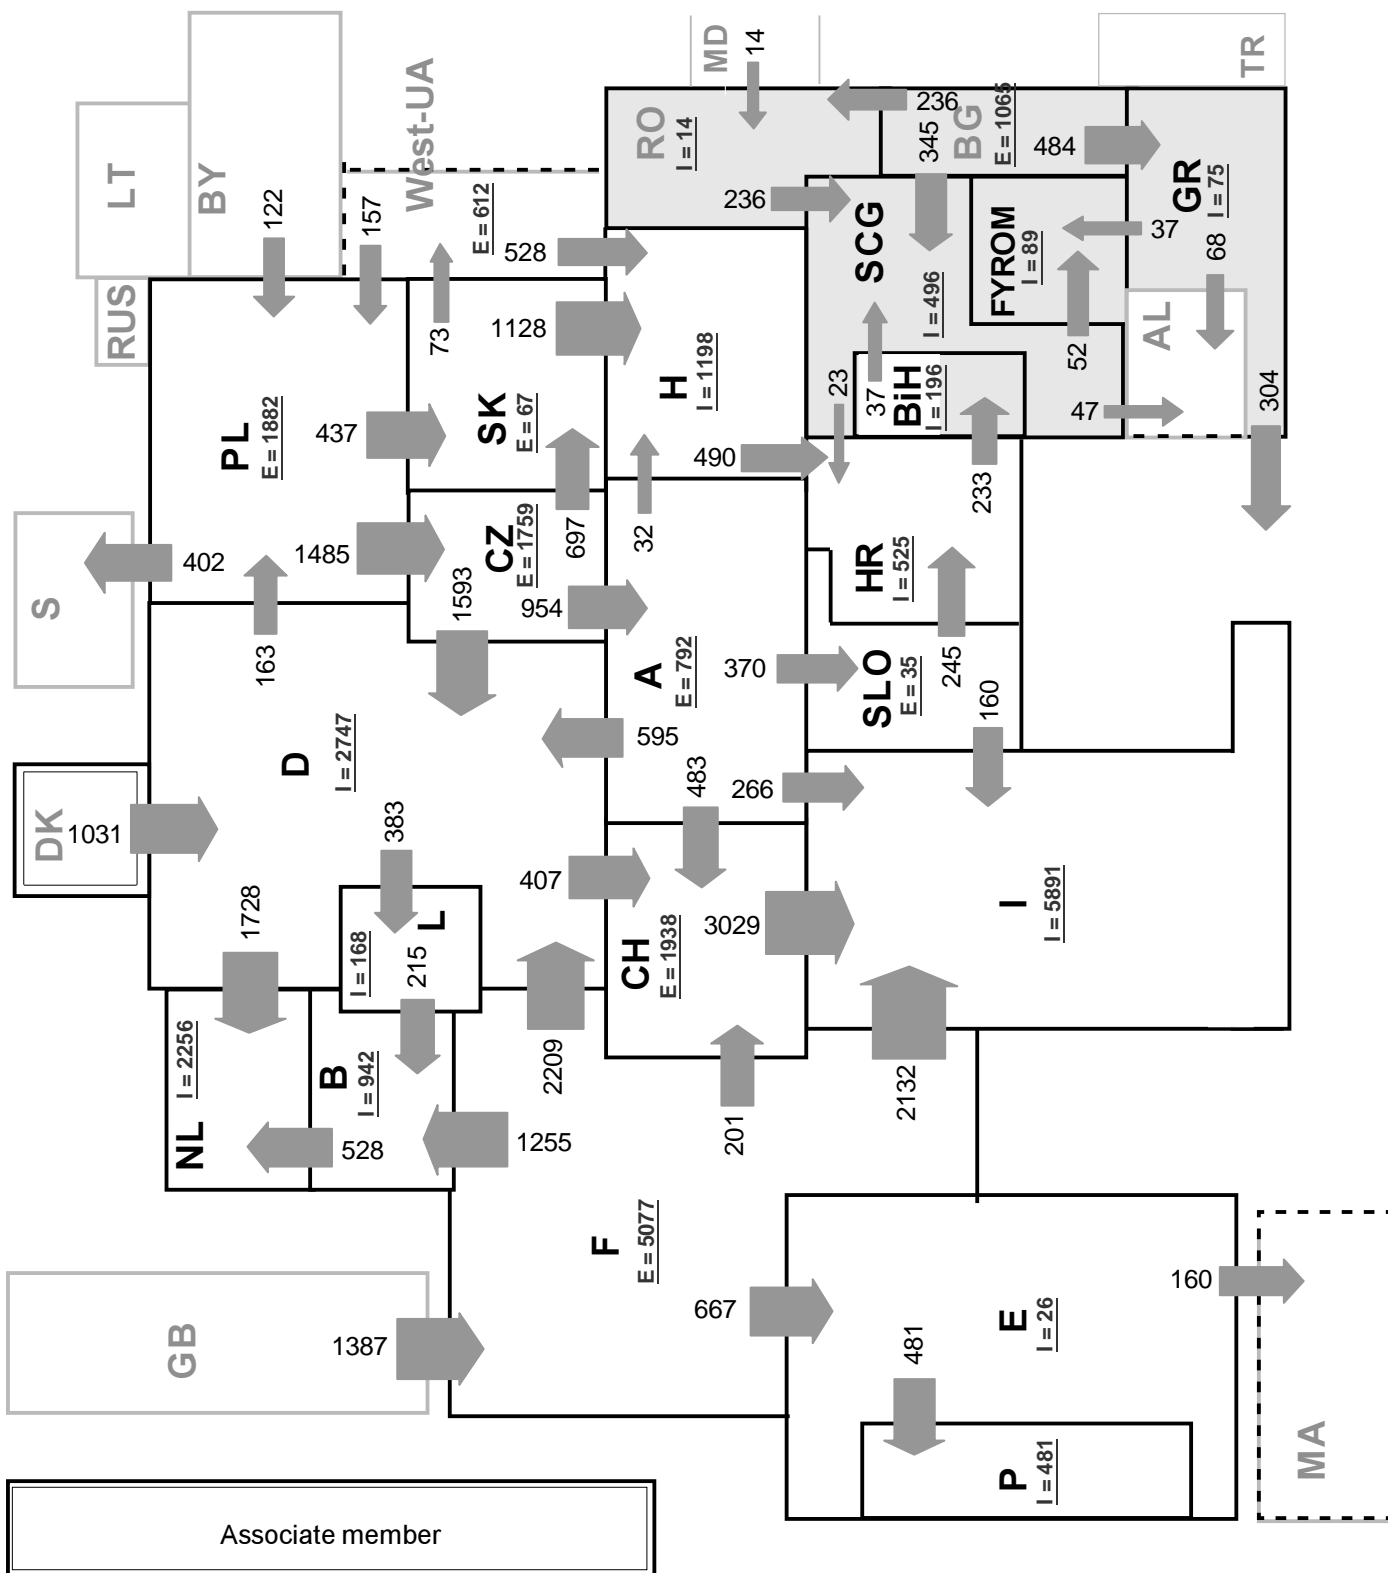 MD
14
TR
LT
BY
West-UA
RO
I = 14
236
345
BG
E = 1065
484
GR
I = 75
122
157
E = 612
528
236
SCG
I = 496
FYROM
I = 89
37
68
RUS
73
1128
H
I = 1198
23
37
BiH
I = 196
52
47
AL
304
PL
E = 1882
437
SK
E = 67
490
233
S
402
1485
CZ
E = 1759
697
32
HR
I = 525
163
1593
954
A
E = 792
370
SLO
E = 35
245
160
D
I = 2747
595
483
266
DK
1031
383
407
1728
I = 168
L
215
CH
E = 1938
3029
I
I = 5891
NL
I = 2256
B
I = 942
2209
201
2132
528
1255
F
E = 5077
GB
1387
667
481
E
I = 26
160
P
I = 481
MA
Associate member